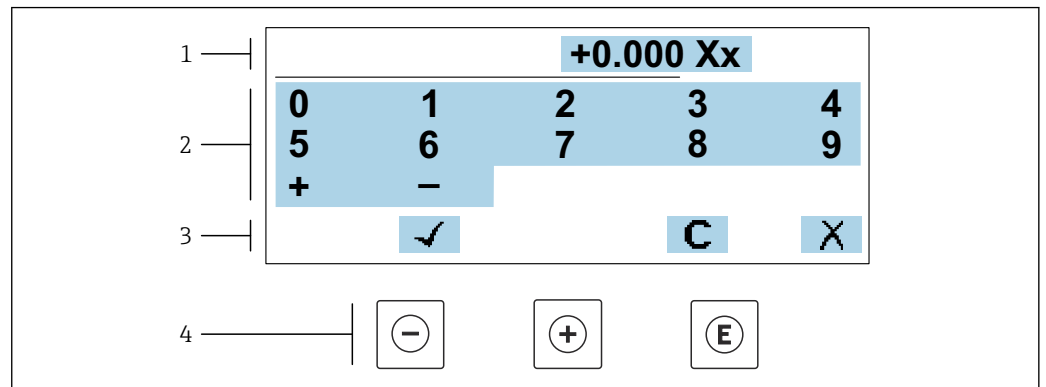 1 +0.000 Xx
0 1 2 3 4
2 5 6 7 8 9
+ −
3 ✓ C X
4 − + E